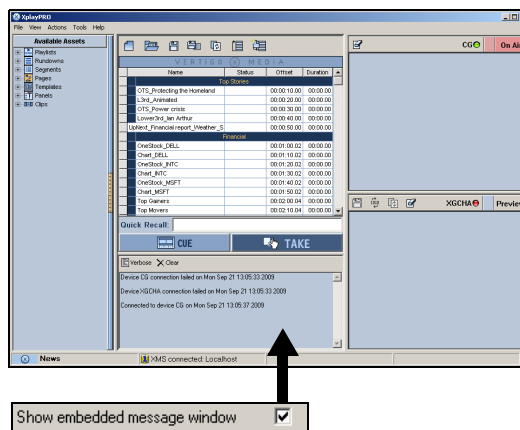 XplayPRO
File View Actions Tools Help
Available Assets
Playlists
Rundowns
Segments
Pages
Templates
Panels
Clips
VERTIGO MEDIA
Name Status Offset Duration
Top Stories
OTS_Protecting the Homeland 00:00:10.00 00:00.00
L3rd_Animated 00:00:20.00 00:00.00
OTS_Power crisis 00:00:30.00 00:00.00
Lower3rd_Ian Arthur 00:00:40.00 00:00.00
UpNext_Financial report_Weather_S 00:00:50.00 00:00.00
Financial
OneStock_DELL 00:01:00.02 00:00.00
Chart_DELL 00:01:10.02 00:00.00
OneStock_INTC 00:01:20.02 00:00.00
Chart_INTC 00:01:30.02 00:00.00
OneStock_MSFT 00:01:40.02 00:00.00
Chart_MSFT 00:01:50.02 00:00.00
Top Gainers 00:02:00.04 00:00.00
Top Movers 00:02:10.04 00:00.00
Quick Recall:
CUE TAKE
Verbose Clear
Device CG connection failed on Mon Sep 21 13:05:33 2009
Device XGCHA connection failed on Mon Sep 21 13:05:33 2009
Connected to device CG on Mon Sep 21 13:05:37 2009
CG On Air
XGCHA Preview
News XMS connected: Localhost
Show embedded message window